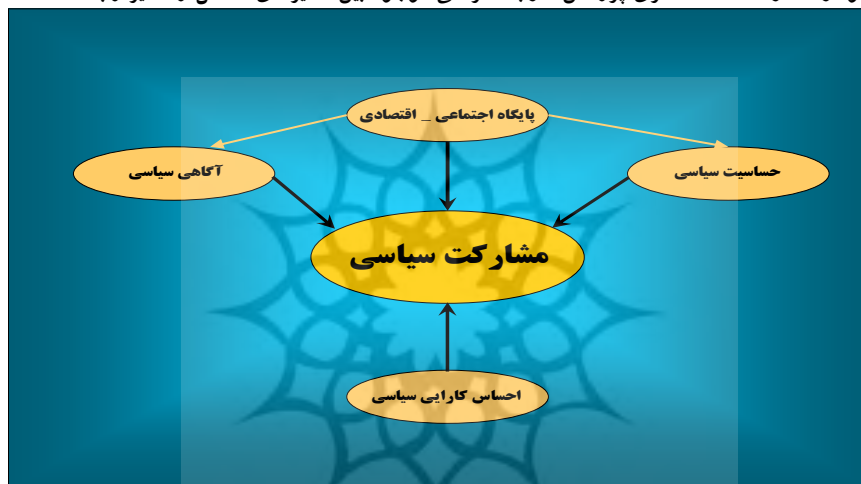 پایگاه اجتماعی _ اقتصادی
حساسیت سیاسی
آگاهی سیاسی
مشارکت سیاسی
احساس کارایی سیاسی